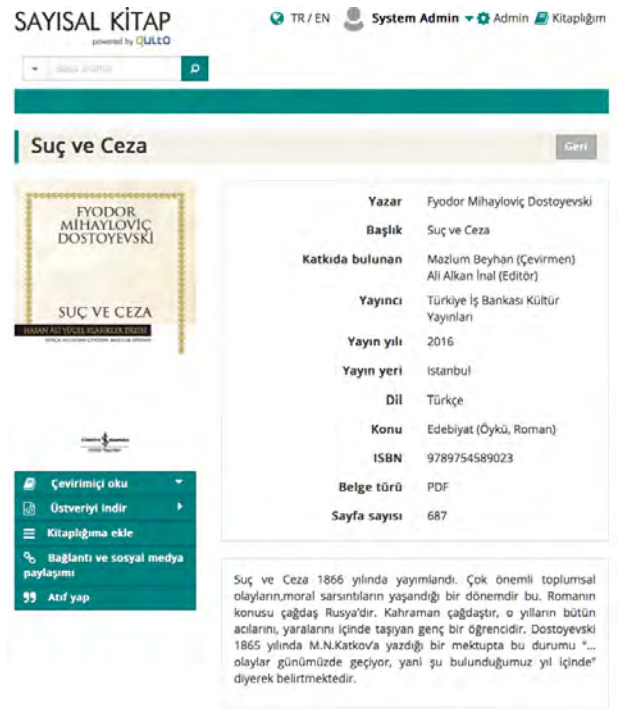 SAYISAL KİTAP
powered by QULTO
TR / EN System Admin Admin Kitaplığım
Suç ve Ceza
Geri
FYODOR
MİHAYLOVİÇ
DOSTOYEVSKİ
SUÇ VE CEZA
HASAN ALİ YÜCEL KLASİKLER DİZİSİ
Yazar Fyodor Mihayloviç Dostoyevski
Başlık Suç ve Ceza
Katkıda bulunan Mazlum Beyhan (Çevirmen)
Ali Alkan İnal (Editör)
Yayıncı Türkiye İş Bankası Kültür
Yayınları
Yayın yılı 2016
Yayın yeri Istanbul
Dil Türkçe
Konu Edebiyat (Öykü, Roman)
ISBN 9789754589023
Belge türü PDF
Sayfa sayısı 687
Çevirimiçi oku
Üstveriyi indir
Kitaplığıma ekle
Bağlantı ve sosyal medya
paylaşımı
Atıf yap
Suç ve Ceza 1866 yılında yayımlandı. Çok önemli toplumsal
olayların,moral sarsıntıların yaşandığı bir dönemdir bu. Romanın
konusu çağdaş Rusya'dır. Kahraman çağdaştır, o yılların bütün
acılarını, yaralarını içinde taşıyan genç bir öğrencidir. Dostoyevski
1865 yılında M.N.Katkov'a yazdığı bir mektupta bu durumu "...
olaylar günümüzde geçiyor, yani şu bulunduğumuz yıl içinde"
diyerek belirtmektedir.